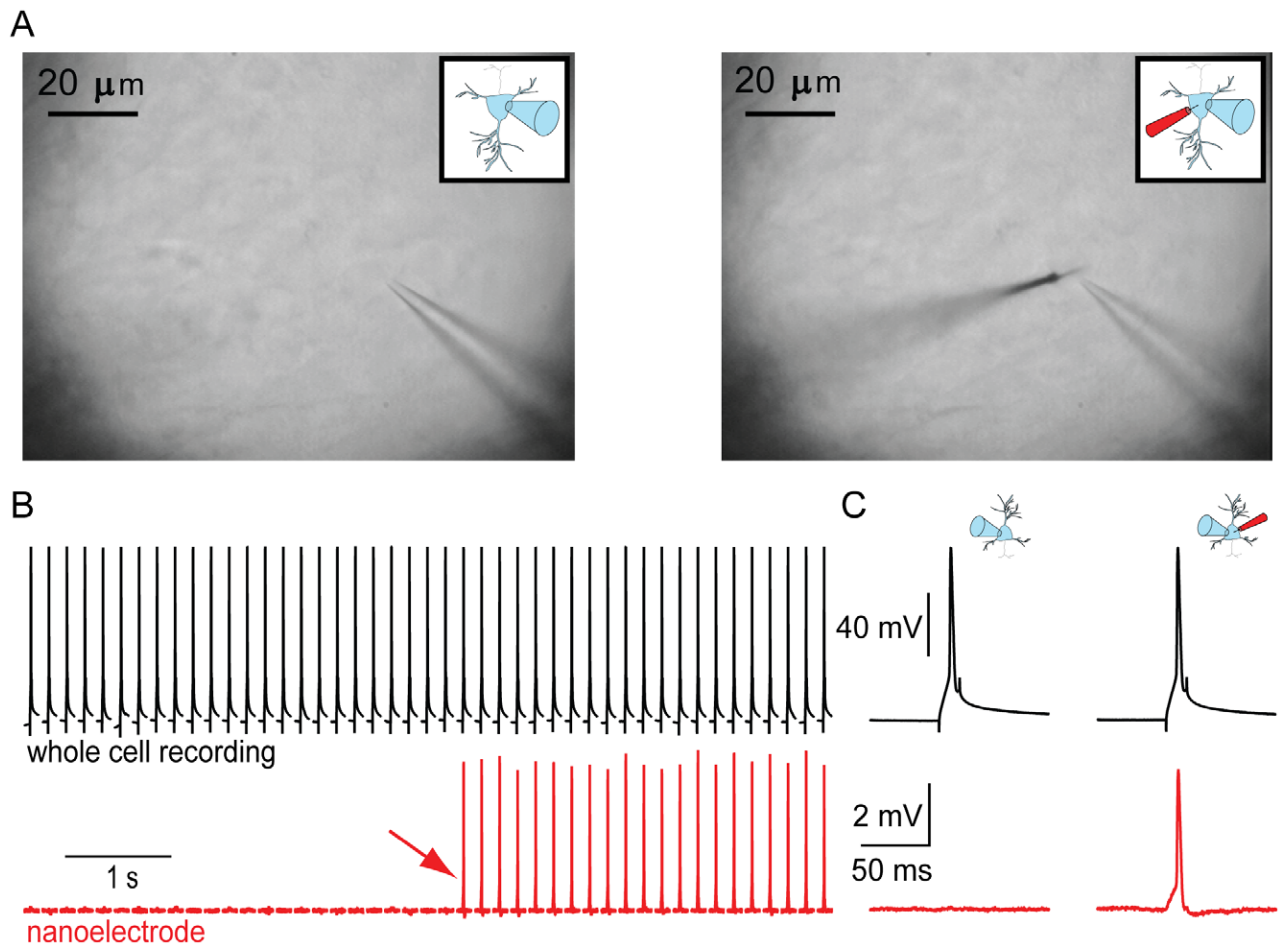 A
20 μm
20 μm
B
whole cell recording
1 s
nanoelectrode
C
40 mV
2 mV
50 ms